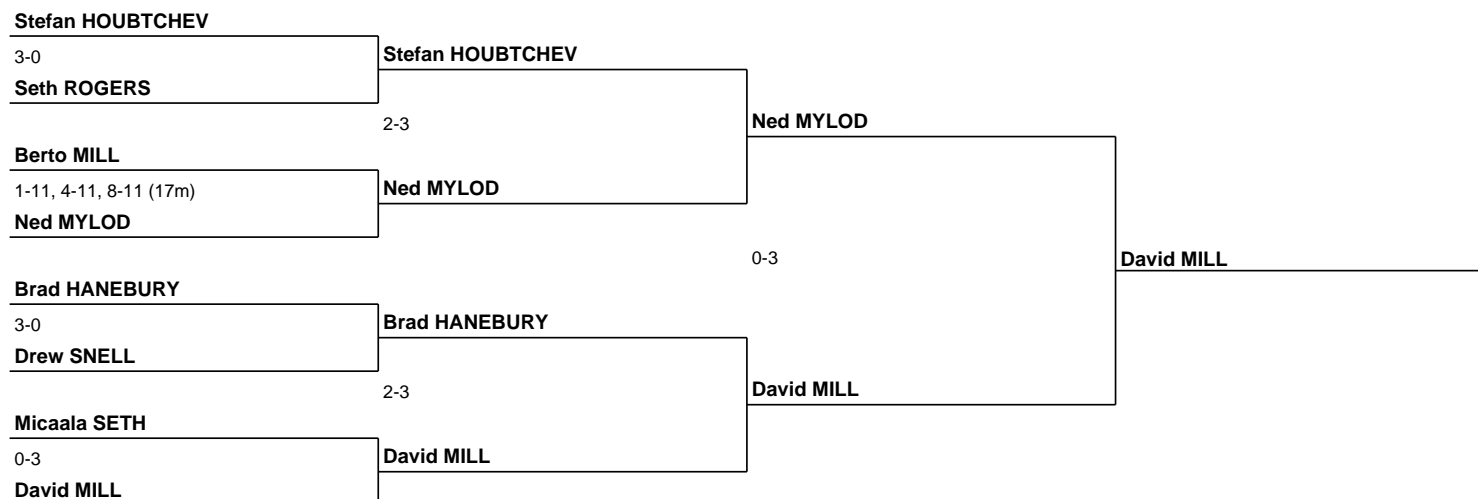 Stefan HOUBTCHEV
3-0
Stefan HOUBTCHEV
Seth ROGERS
2-3
Ned MYLOD
Berto MILL
1-11, 4-11, 8-11 (17m)
Ned MYLOD
Ned MYLOD
0-3
David MILL
Brad HANEBURY
3-0
Brad HANEBURY
Drew SNELL
2-3
David MILL
Micaala SETH
0-3
David MILL
David MILL